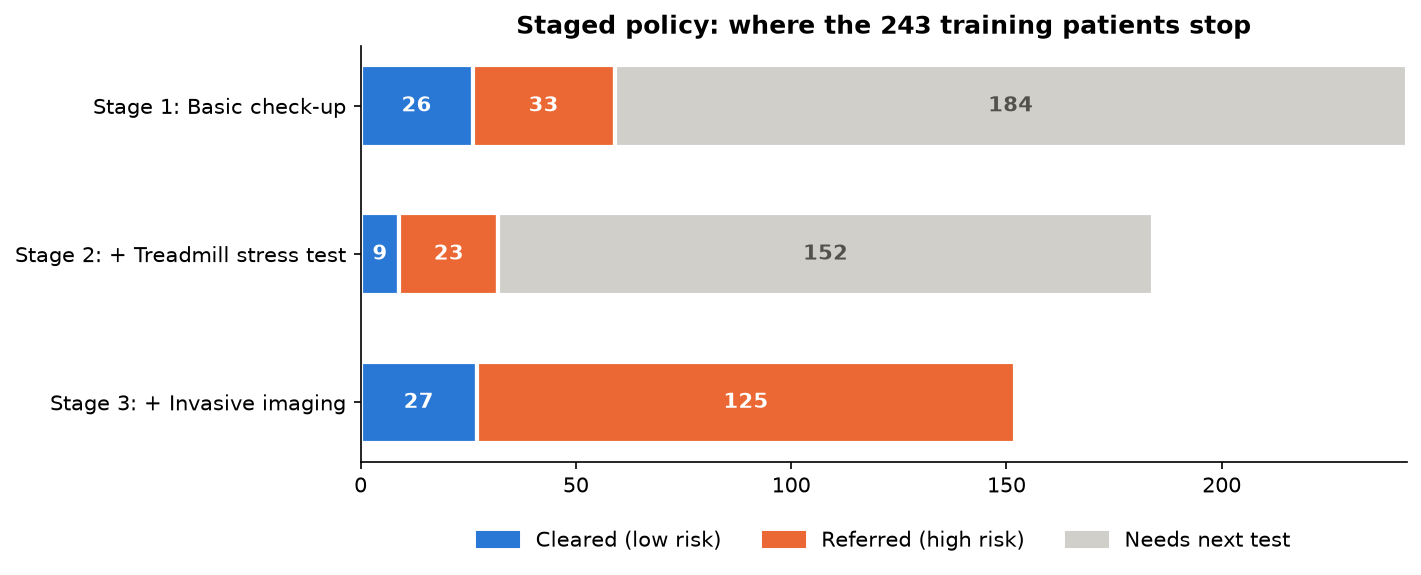 Staged policy: where the 243 training patients stop
Stage 1: Basic check-up
26
33
184
Stage 2: + Treadmill stress test
9
23
152
Stage 3: + Invasive imaging
27
125
0
50
100
150
200
Cleared (low risk)
Referred (high risk)
Needs next test